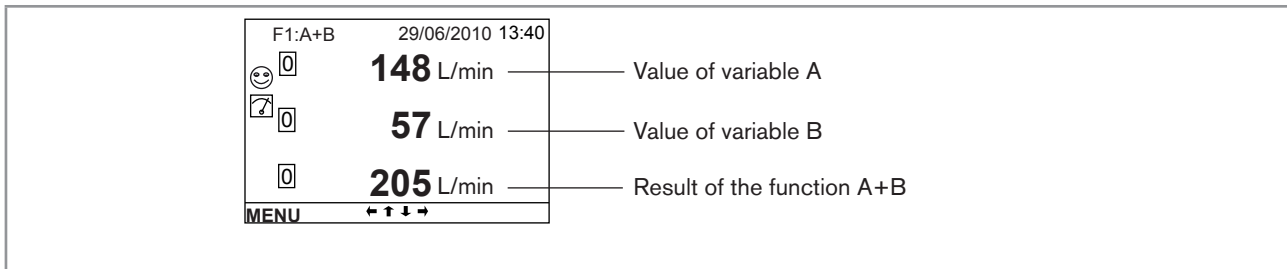 F1:A+B 29/06/2010 13:40
0 148 L/min Value of variable A
0 57 L/min Value of variable B
0 205 L/min Result of the function A+B
MENU ←↑↓→